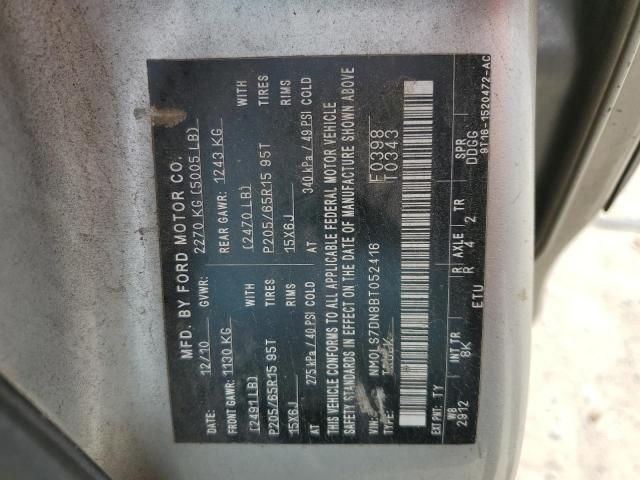 MFD. BY FORD MOTOR CO.
DATE: 12/10 GVWR: 2270 KG (5005 LB)
FRONT GAWR: 1130 KG REAR GAWR: 1243 KG
(2491 LB) WITH (2470 LB) WITH
P205/65R15 95T TIRES P205/65R15 95T TIRES
15X6J RIMS 15X6J RIMS
AT 275 kPa/ 40 PSI COLD AT 340 kPa/ 49 PSI COLD
THIS VEHICLE CONFORMS TO ALL APPLICABLE FEDERAL MOTOR VEHICLE
SAFETY STANDARDS IN EFFECT ON THE DATE OF MANUFACTURE SHOWN ABOVE
VIN: NM0LS7DN8BT052416 F0398
TYPE: F0343
EXT PNT: TY
WB INT TR R AXLE TR SPR
2912 8K R 4 2 DDGG
ETU 9T16-1520472-AC